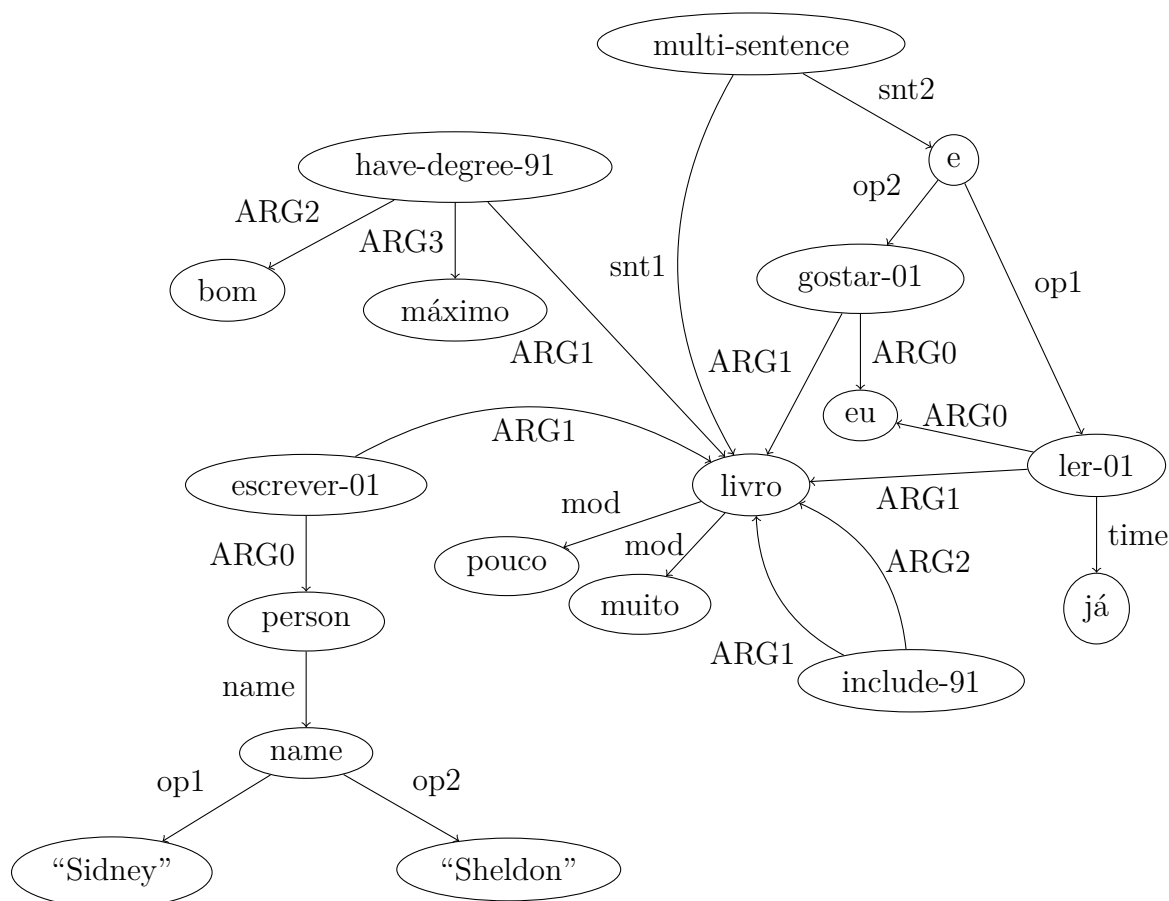 multi-sentence
snt2
have-degree-91
e
op2
ARG2
ARG3
snt1
gostar-01
op1
bom
máximo
ARG1
ARG1
ARG0
eu
ARG0
ARG1
escrever-01
livro
ler-01
ARG1
mod
ARG0
pouco
mod
muito
ARG2
time
já
person
ARG1
include-91
name
name
op1
op2
“Sidney”
“Sheldon”